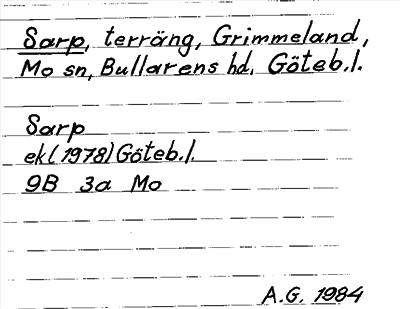 Sarp, terräng, Grimmeland,
Mo sn, Bullarens hd, Göteb.l.
Sarp
ek (1978) Göteb.l.
9B 3a Mo
A.G. 1984